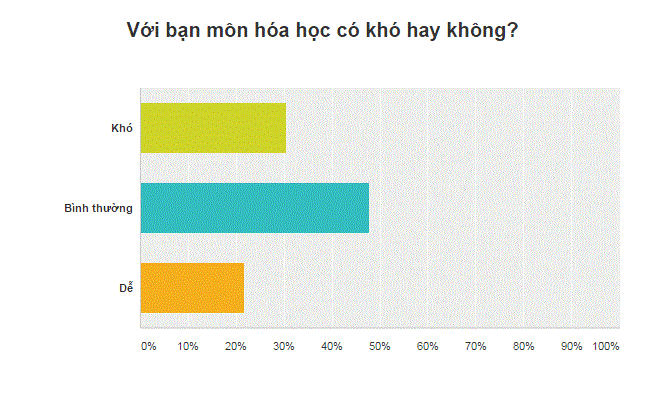 Với bạn môn hóa học có khó hay không?
Khó
Bình thường
Dễ
0% 10% 20% 30% 40% 50% 60% 70% 80% 90% 100%